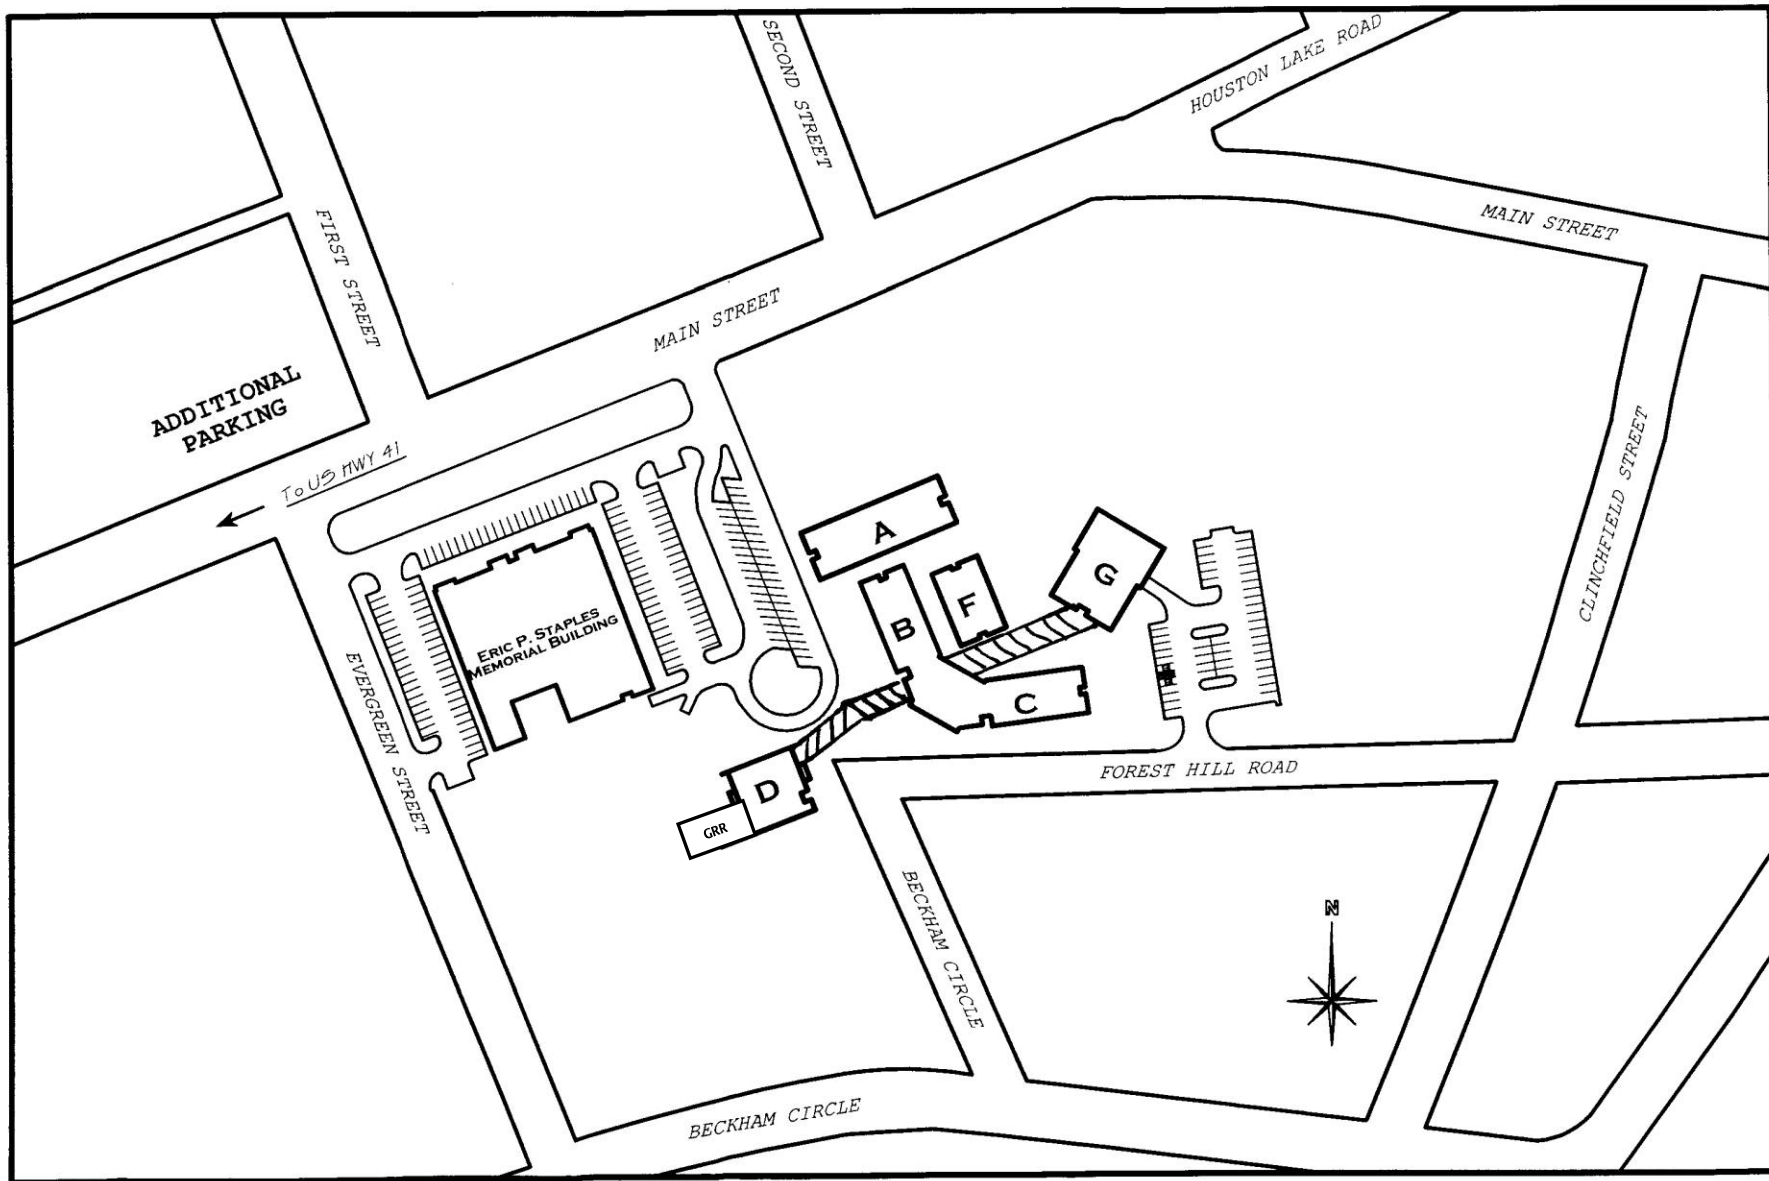 SECOND STREET
HOUSTON LAKE ROAD
MAIN STREET
FIRST STREET
MAIN STREET
ADDITIONAL
PARKING
TO US HWY 41
CLINCHFIELD STREET
A
G
F
B
ERIC P. STAPLES
MEMORIAL BUILDING
C
EVERGREEN STREET
FOREST HILL ROAD
D
GRR
BECKHAM CIRCLE
N
BECKHAM CIRCLE